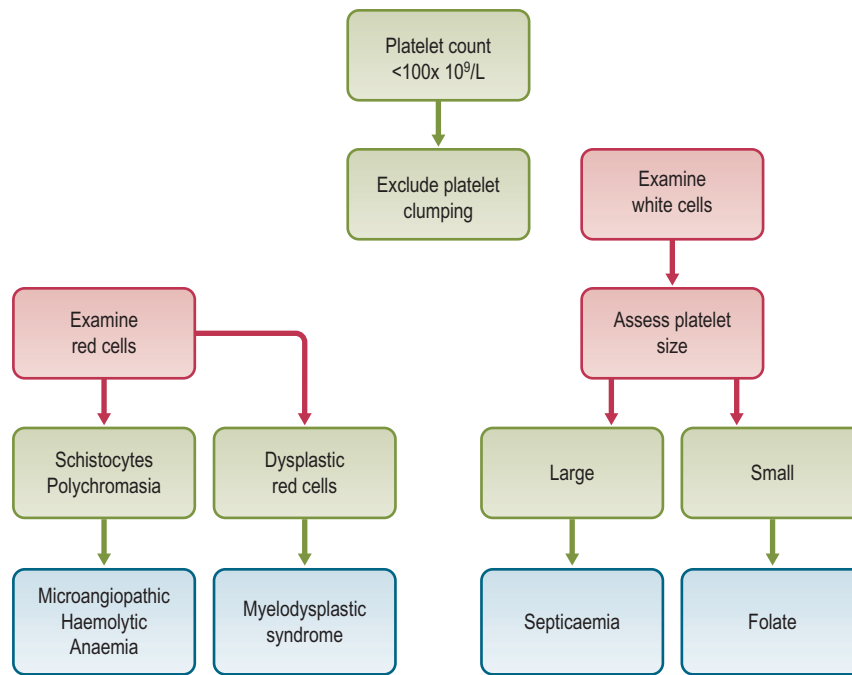 Platelet count
<100x 10⁹/L
Exclude platelet
clumping
Examine
white cells
Examine
red cells
Assess platelet
size
Schistocytes
Polychromasia
Dysplastic
red cells
Large
Small
Microangiopathic
Haemolytic
Anaemia
Myelodysplastic
syndrome
Septicaemia
Folate